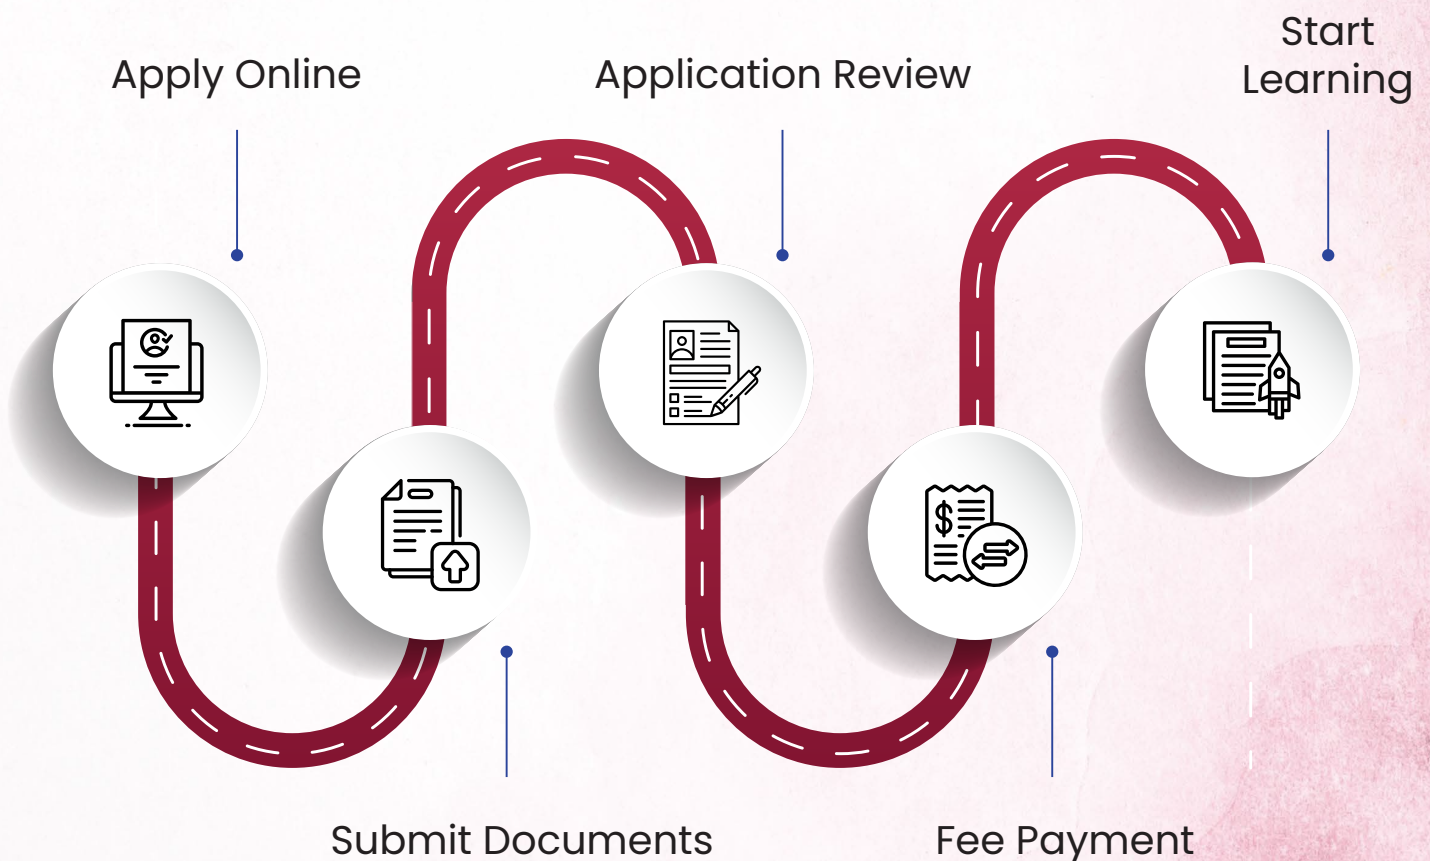 Apply Online
Submit Documents
Application Review
Fee Payment
Start
Learning
$